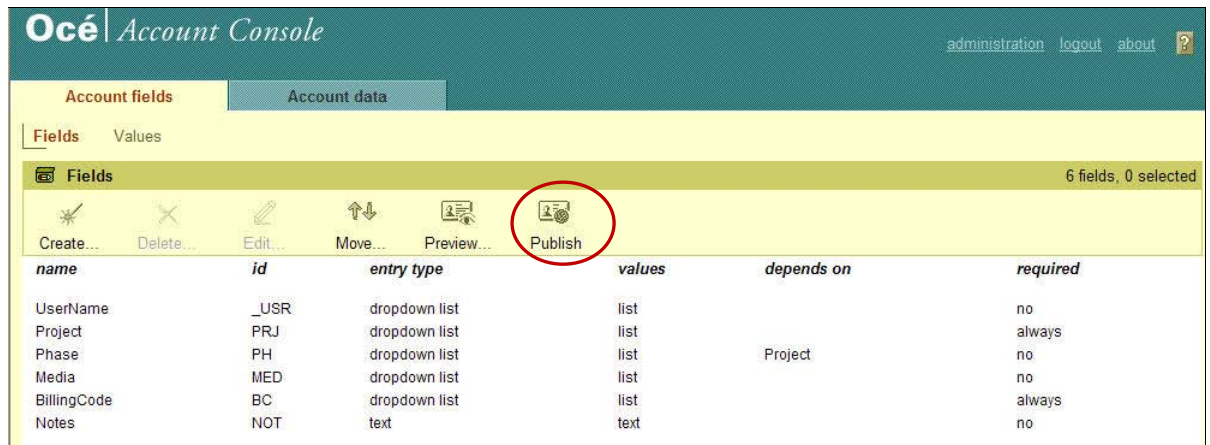 Océ Account Console
administration logout about ?
Account fields Account data
Fields Values
Fields 6 fields, 0 selected
Create... Delete... Edit... Move... Preview... Publish
name id entry type values depends on required
UserName _USR dropdown list list no
Project PRJ dropdown list list always
Phase PH dropdown list list Project no
Media MED dropdown list list no
BillingCode BC dropdown list list always
Notes NOT text text no